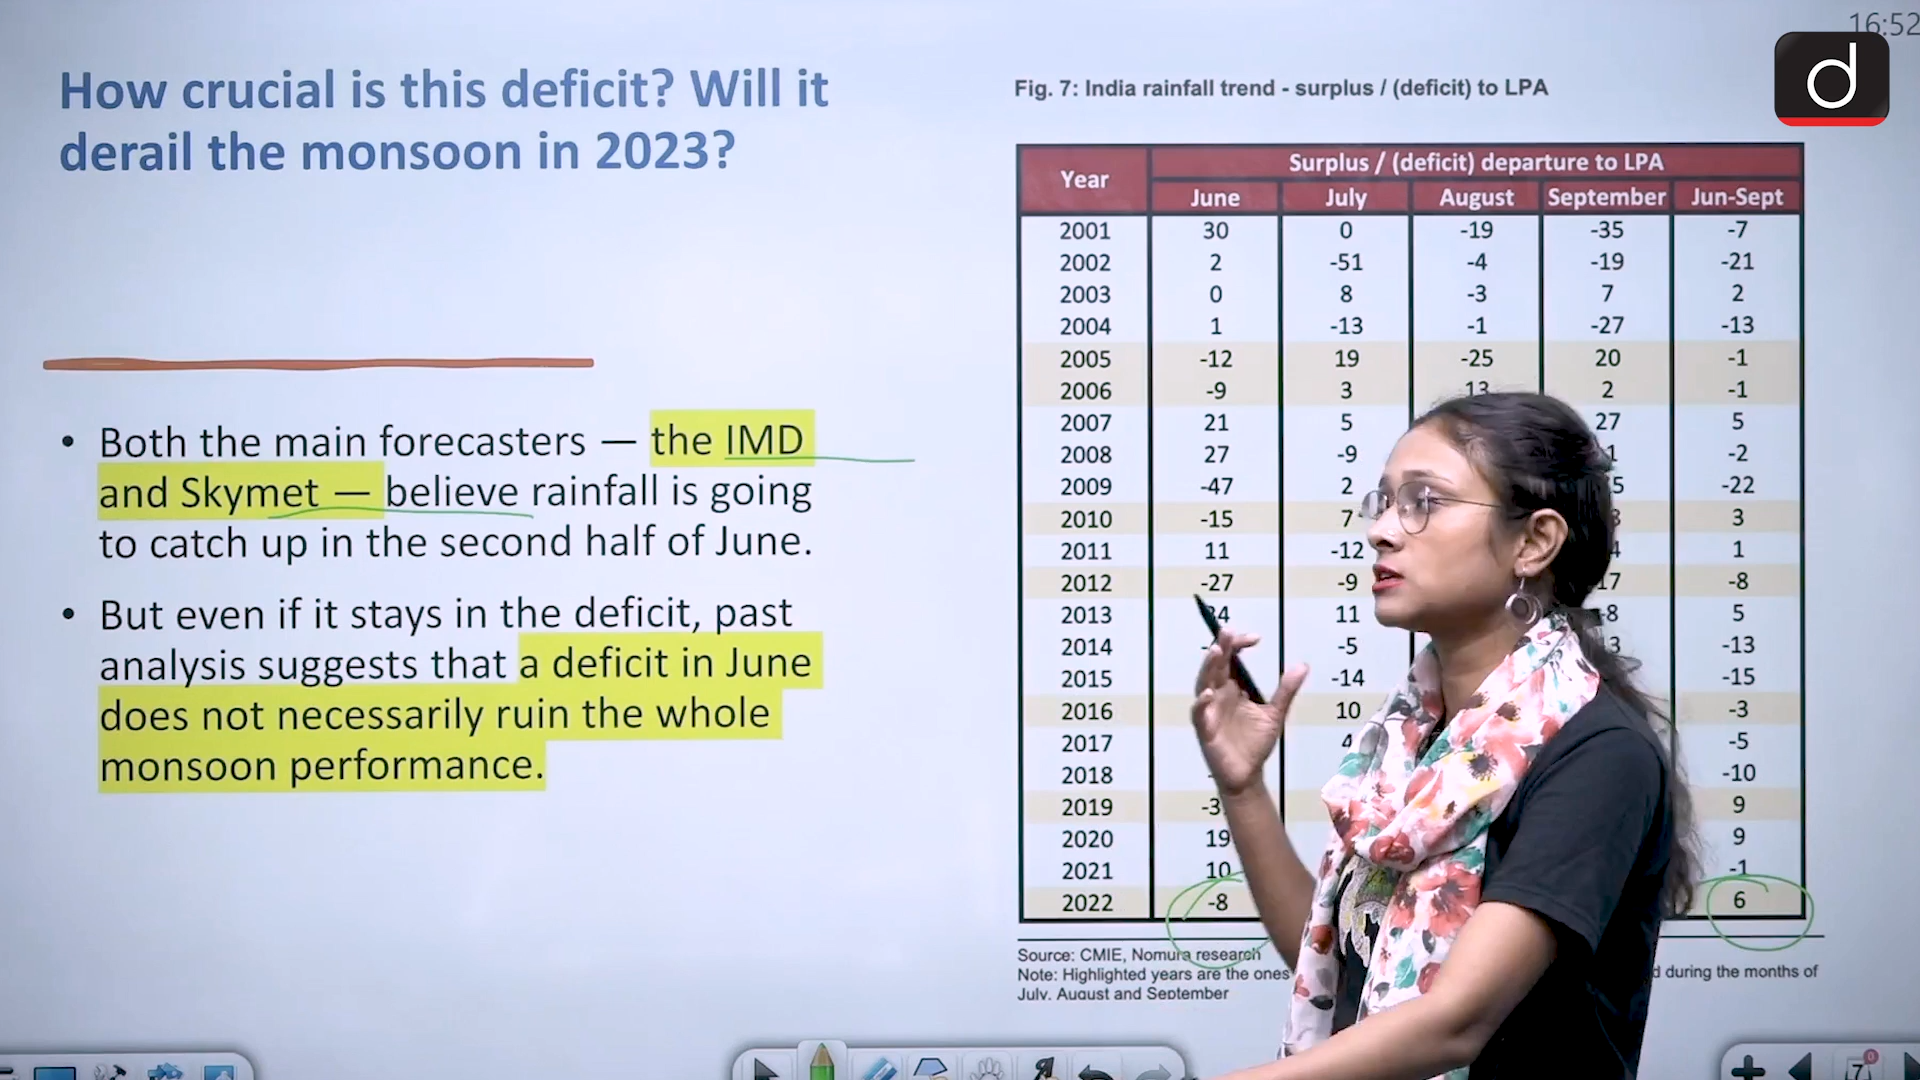 16:52
d
How crucial is this deficit? Will it
derail the monsoon in 2023?
• Both the main forecasters — the IMD
and Skymet — believe rainfall is going
to catch up in the second half of June.
• But even if it stays in the deficit, past
analysis suggests that a deficit in June
does not necessarily ruin the whole
monsoon performance.
Fig. 7: India rainfall trend - surplus / (deficit) to LPA
Year Surplus / (deficit) departure to LPA
June July August September Jun-Sept
2001 30 0 -19 -35 -7
2002 2 -51 -4 -19 -21
2003 0 8 -3 7 2
2004 1 -13 -1 -27 -13
2005 -12 19 -25 20 -1
2006 -9 3 13 2 -1
2007 21 5 27 5
2008 27 -9 -2
2009 -47 2 -22
2010 -15 7 3
2011 11 -12 1
2012 -27 -9 -8
2013 11 -8 5
2014 -5 -13
2015 -14 -15
2016 10 -3
2017 4 -5
2018 -10
2019 9
2020 19 9
2021 10 -1
2022 -8 6
Source: CMIE, Nomura research
Note: Highlighted years are the ones during the months of
July, August and September
7
0